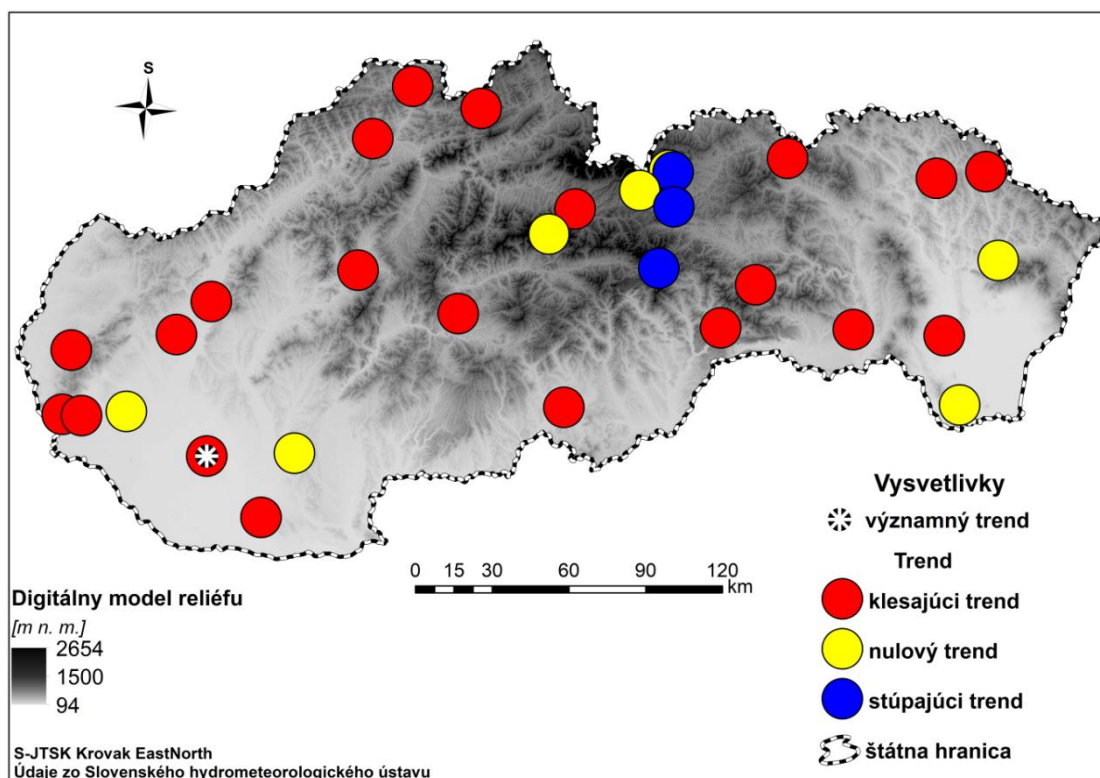 S
Vysvetlivky
významný trend
Trend
klesajúci trend
nulový trend
stúpajúci trend
štátna hranica
0 15 30 60 90 120
km
Digitálny model reliéfu
[m n. m.]
2654
1500
94
S-JTSK Krovak EastNorth
Údaje zo Slovenského hydrometeorologického ústavu